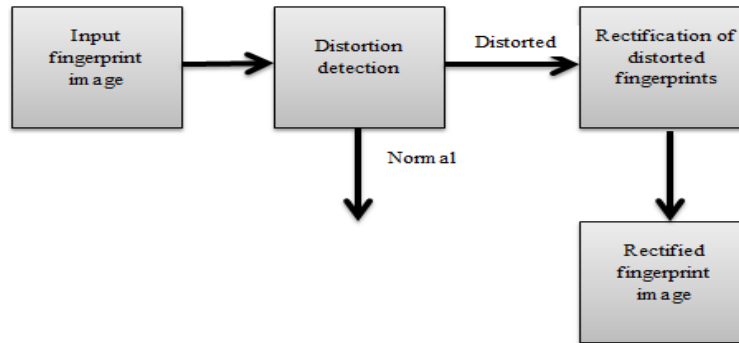 Input
fingerprint
image
Distortion
detection
Distorted
Rectification of
distorted
fingerprints
Normal
Rectified
fingerprint
image